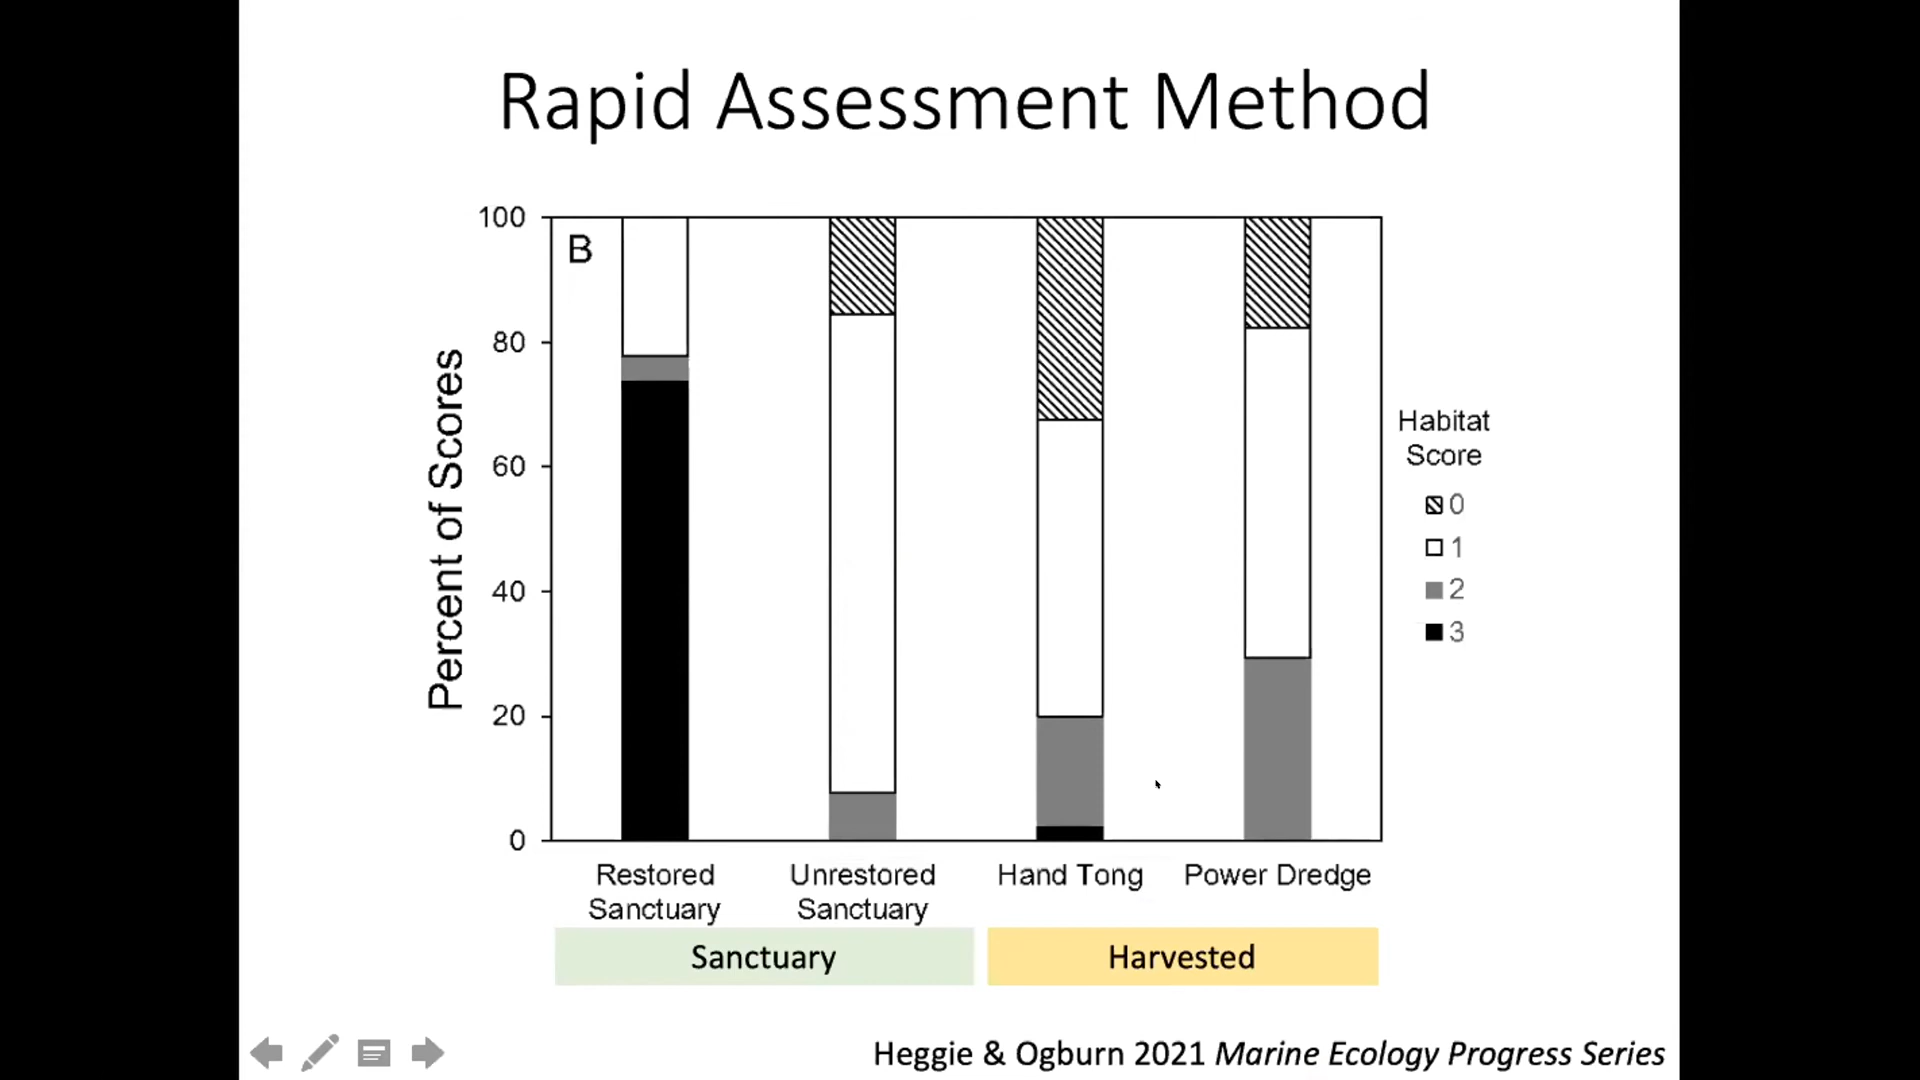 Rapid Assessment Method
B
100
80
60
40
20
0
Percent of Scores
Habitat
Score
0
1
2
3
Restored
Sanctuary
Unrestored
Sanctuary
Hand Tong
Power Dredge
Sanctuary
Harvested
Heggie & Ogburn 2021 Marine Ecology Progress Series